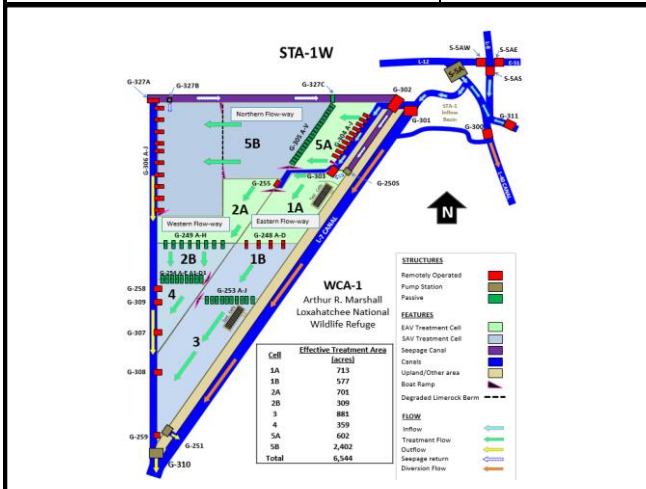 STA-1W
G-327A
G-327B
G-327C
G-302
G-301
L-12
S-5AW
L-8
S-5AE
S-5AS
S-5A
STA-1
Inflow
Basin
G-311
G-300
Northern Flow-way
5B
5A
G-305 A-V
G-304 A-J
G-306 A-J
G-303
G-250S
G-255
2A
1A
Western Flow-way
Eastern Flow-way
G-249 A-H
G-248 A-D
L-7 CANAL
N
2B
1B
G-253 A-J
4
3
G-258
G-309
G-307
G-308
G-259
G-251
G-310
WCA-1
Arthur R. Marshall
Loxahatchee National
Wildlife Refuge
Cell Effective Treatment Area
(acres)
1A 713
1B 577
2A 701
2B 309
3 881
4 359
5A 602
5B 2,402
Total 6,544
STRUCTURES
Remotely Operated
Pump Station
Passive
FEATURES
EAV Treatment Cell
SAV Treatment Cell
Seepage Canal
Canals
Upland/Other area
Boat Ramp
Degraded Limerock Berm
FLOW
Inflow
Treatment Flow
Outflow
Seepage return
Diversion Flow